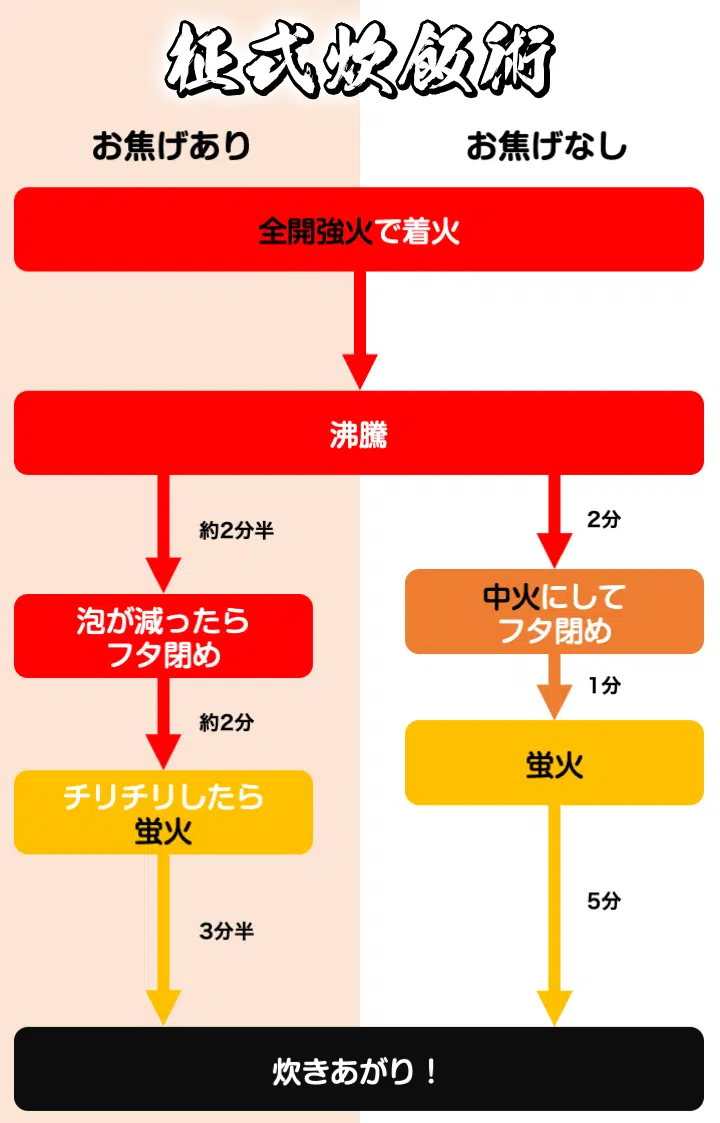 柾式炊飯術
お焦げあり
お焦げなし
全開強火で着火
沸騰
約2分半
2分
泡が減ったら
フタ閉め
中火にして
フタ閉め
約2分
1分
チリチリしたら
蛍火
蛍火
3分半
5分
炊きあがり！